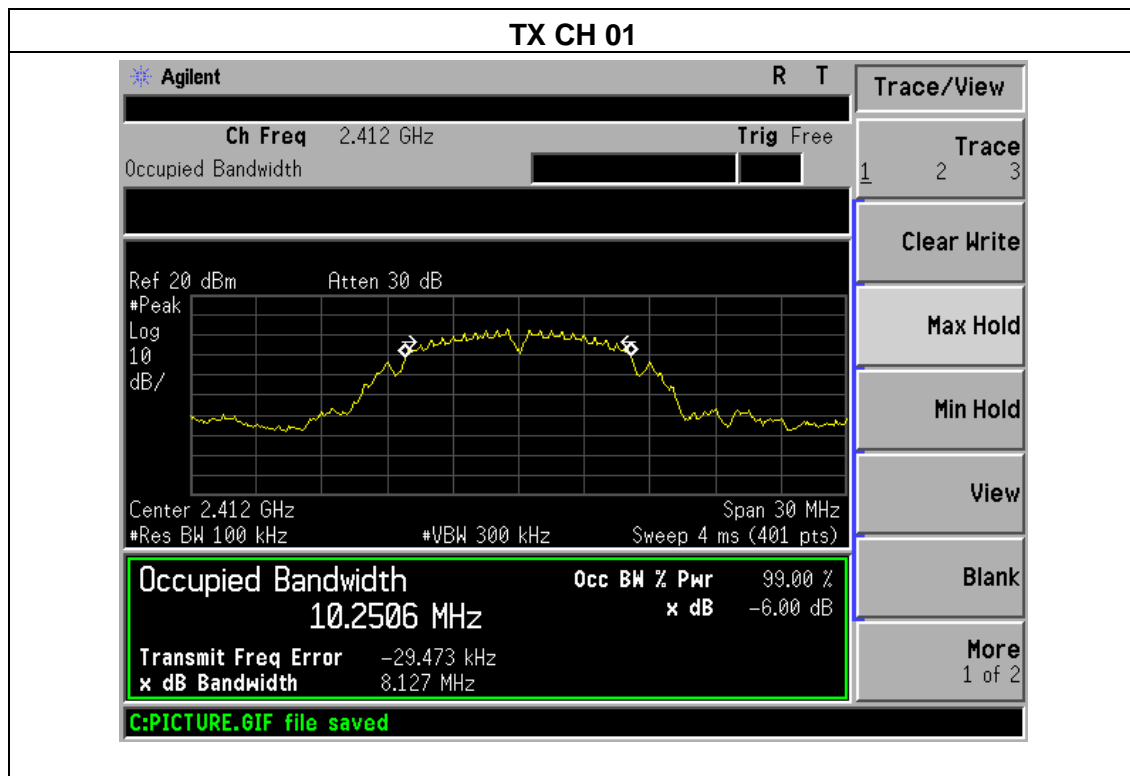 TX CH 01
Agilent R T
Trace/View
Ch Freq 2.412 GHz Trig Free
Occupied Bandwidth
Trace
1 2 3
Clear Write
Ref 20 dBm Atten 30 dB
#Peak
Log
10
dB/
Max Hold
Min Hold
View
Center 2.412 GHz Span 30 MHz
#Res BW 100 kHz #VBW 300 kHz Sweep 4 ms (401 pts)
Occupied Bandwidth Occ BW % Pwr 99.00 %
10.2506 MHz x dB -6.00 dB
Blank
Transmit Freq Error -29.473 kHz
x dB Bandwidth 8.127 MHz
More
1 of 2
C:PICTURE.GIF file saved